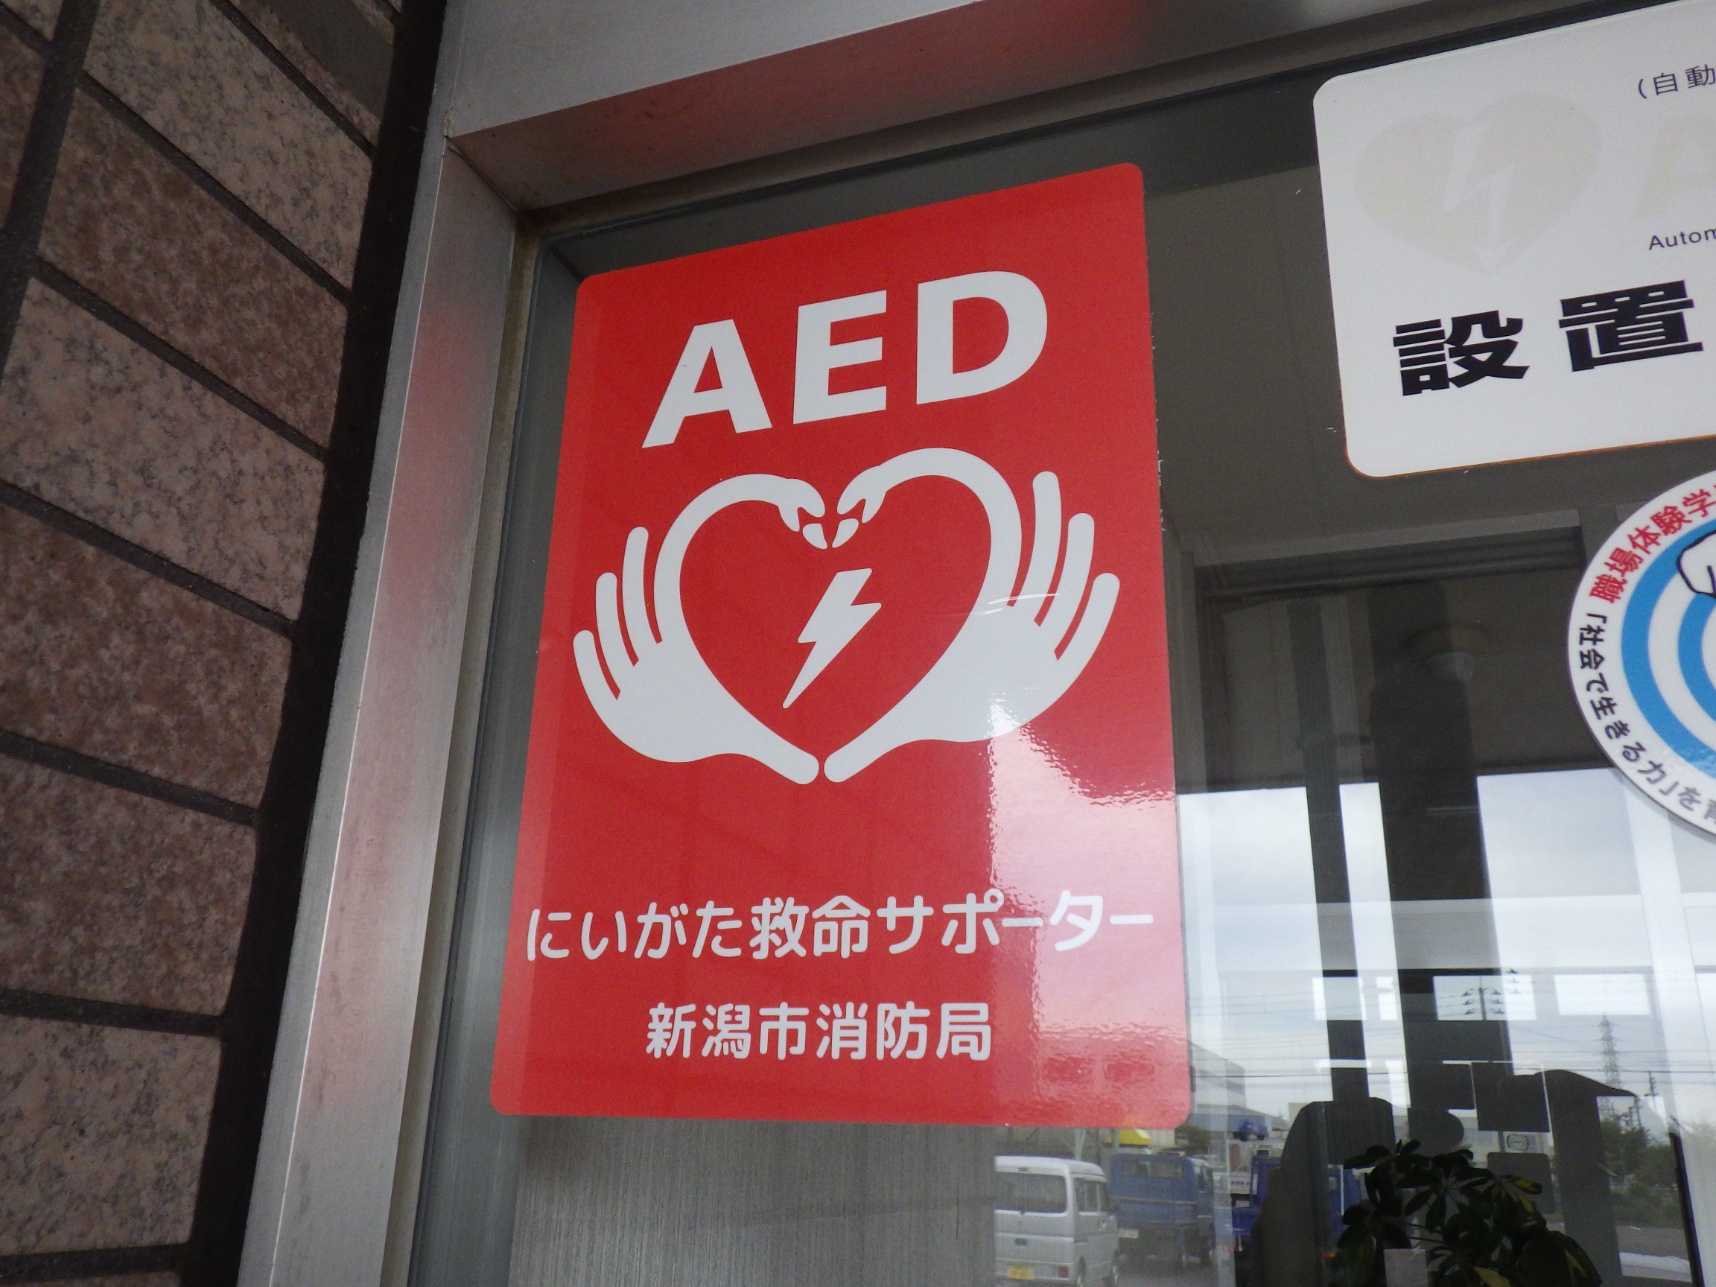 AED
にいがた救命サポーター
新潟市消防局
(自動
Autom
設置
職場体験学
「社会で生きる力」を育